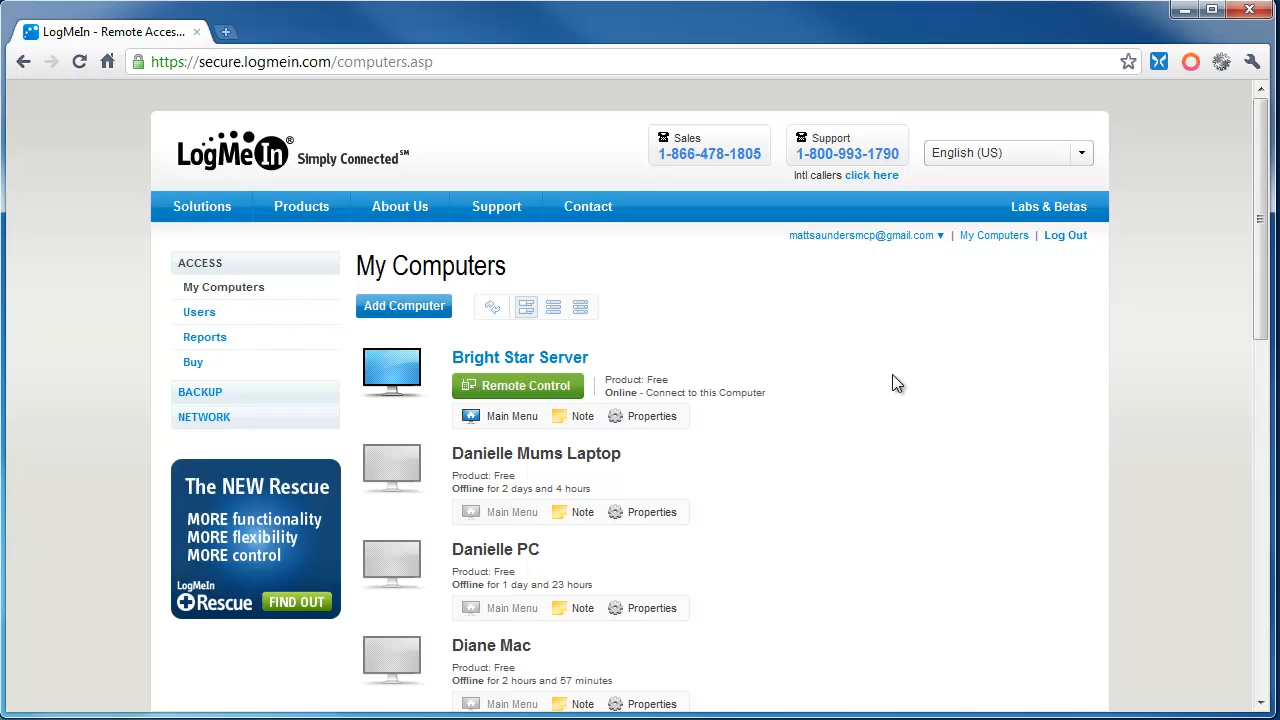 LogMeIn - Remote Acces...
https://secure.logmein.com/computers.asp
LogMeIn® Simply Connected℠
Sales
1-866-478-1805
Support
1-800-993-1790
Intl callers click here
English (US)
Solutions
Products
About Us
Support
Contact
Labs & Betas
mattsaundersmcp@gmail.com ▼ | My Computers | Log Out
ACCESS
My Computers
Users
Reports
Buy
BACKUP
NETWORK
The NEW Rescue
MORE functionality
MORE flexibility
MORE control
LogMeIn
Rescue
FIND OUT
My Computers
Add Computer
Bright Star Server
Remote Control
Product: Free
Online - Connect to this Computer
Main Menu Note Properties
Danielle Mums Laptop
Product: Free
Offline for 2 days and 4 hours
Main Menu Note Properties
Danielle PC
Product: Free
Offline for 1 day and 23 hours
Main Menu Note Properties
Diane Mac
Product: Free
Offline for 2 hours and 57 minutes
Main Menu Note Properties